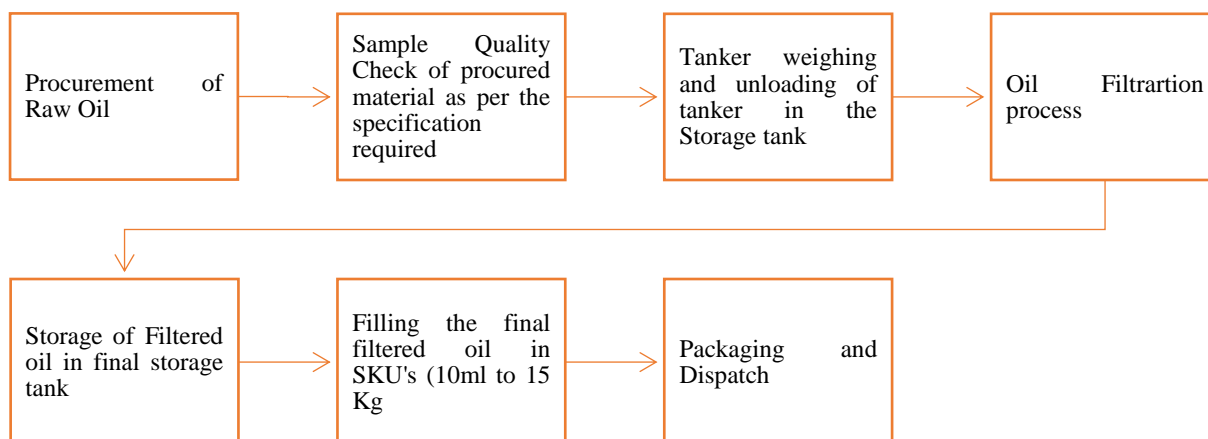 Procurement of
Raw Oil
Sample Quality
Check of procured
material as per the
specification
required
Tanker weighing
and unloading of
tanker in the
Storage tank
Oil Filtrartion
process
Storage of Filtered
oil in final storage
tank
Filling the final
filtered oil in
SKU's (10ml to 15
Kg
Packaging and
Dispatch